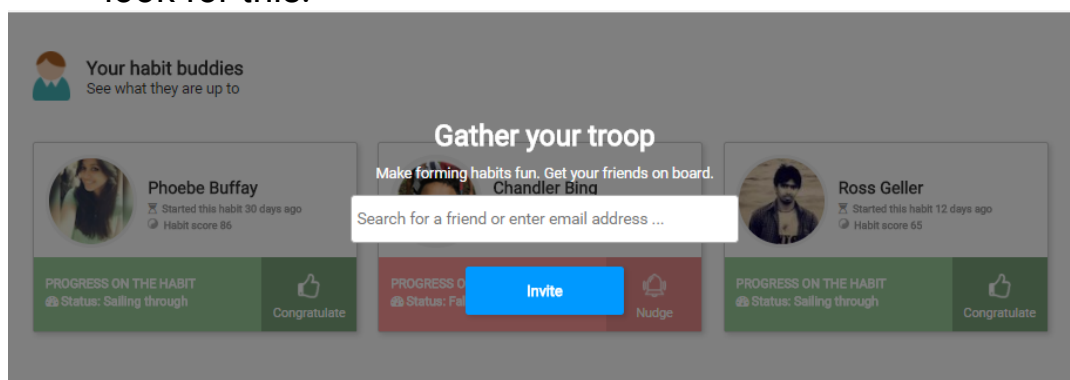 look for this.
Your habit buddies
See what they are up to
Gather your troop
Make forming habits fun. Get your friends on board.
Phoebe Buffay
Started this habit 30 days ago
Habit score 86
Chandler Bing
Search for a friend or enter email address ...
Ross Geller
Started this habit 12 days ago
Habit score 65
PROGRESS ON THE HABIT
Status: Sailing through
Congratulate
PROGRESS O
Status: Fal
Invite
Nudge
PROGRESS ON THE HABIT
Status: Sailing through
Congratulate